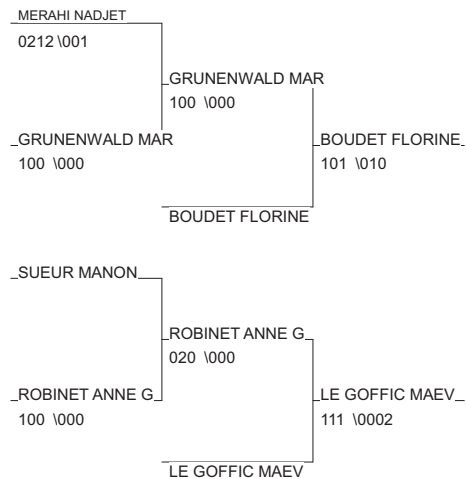 MERAHI NADJET
0212 \001
GRUNENWALD MAR
100 \000
GRUNENWALD MAR
100 \000
BOUDET FLORINE
101 \010
BOUDET FLORINE
SUEUR MANON
ROBINET ANNE G
020 \000
ROBINET ANNE G
100 \000
LE GOFFIC MAEV
111 \0002
LE GOFFIC MAEV